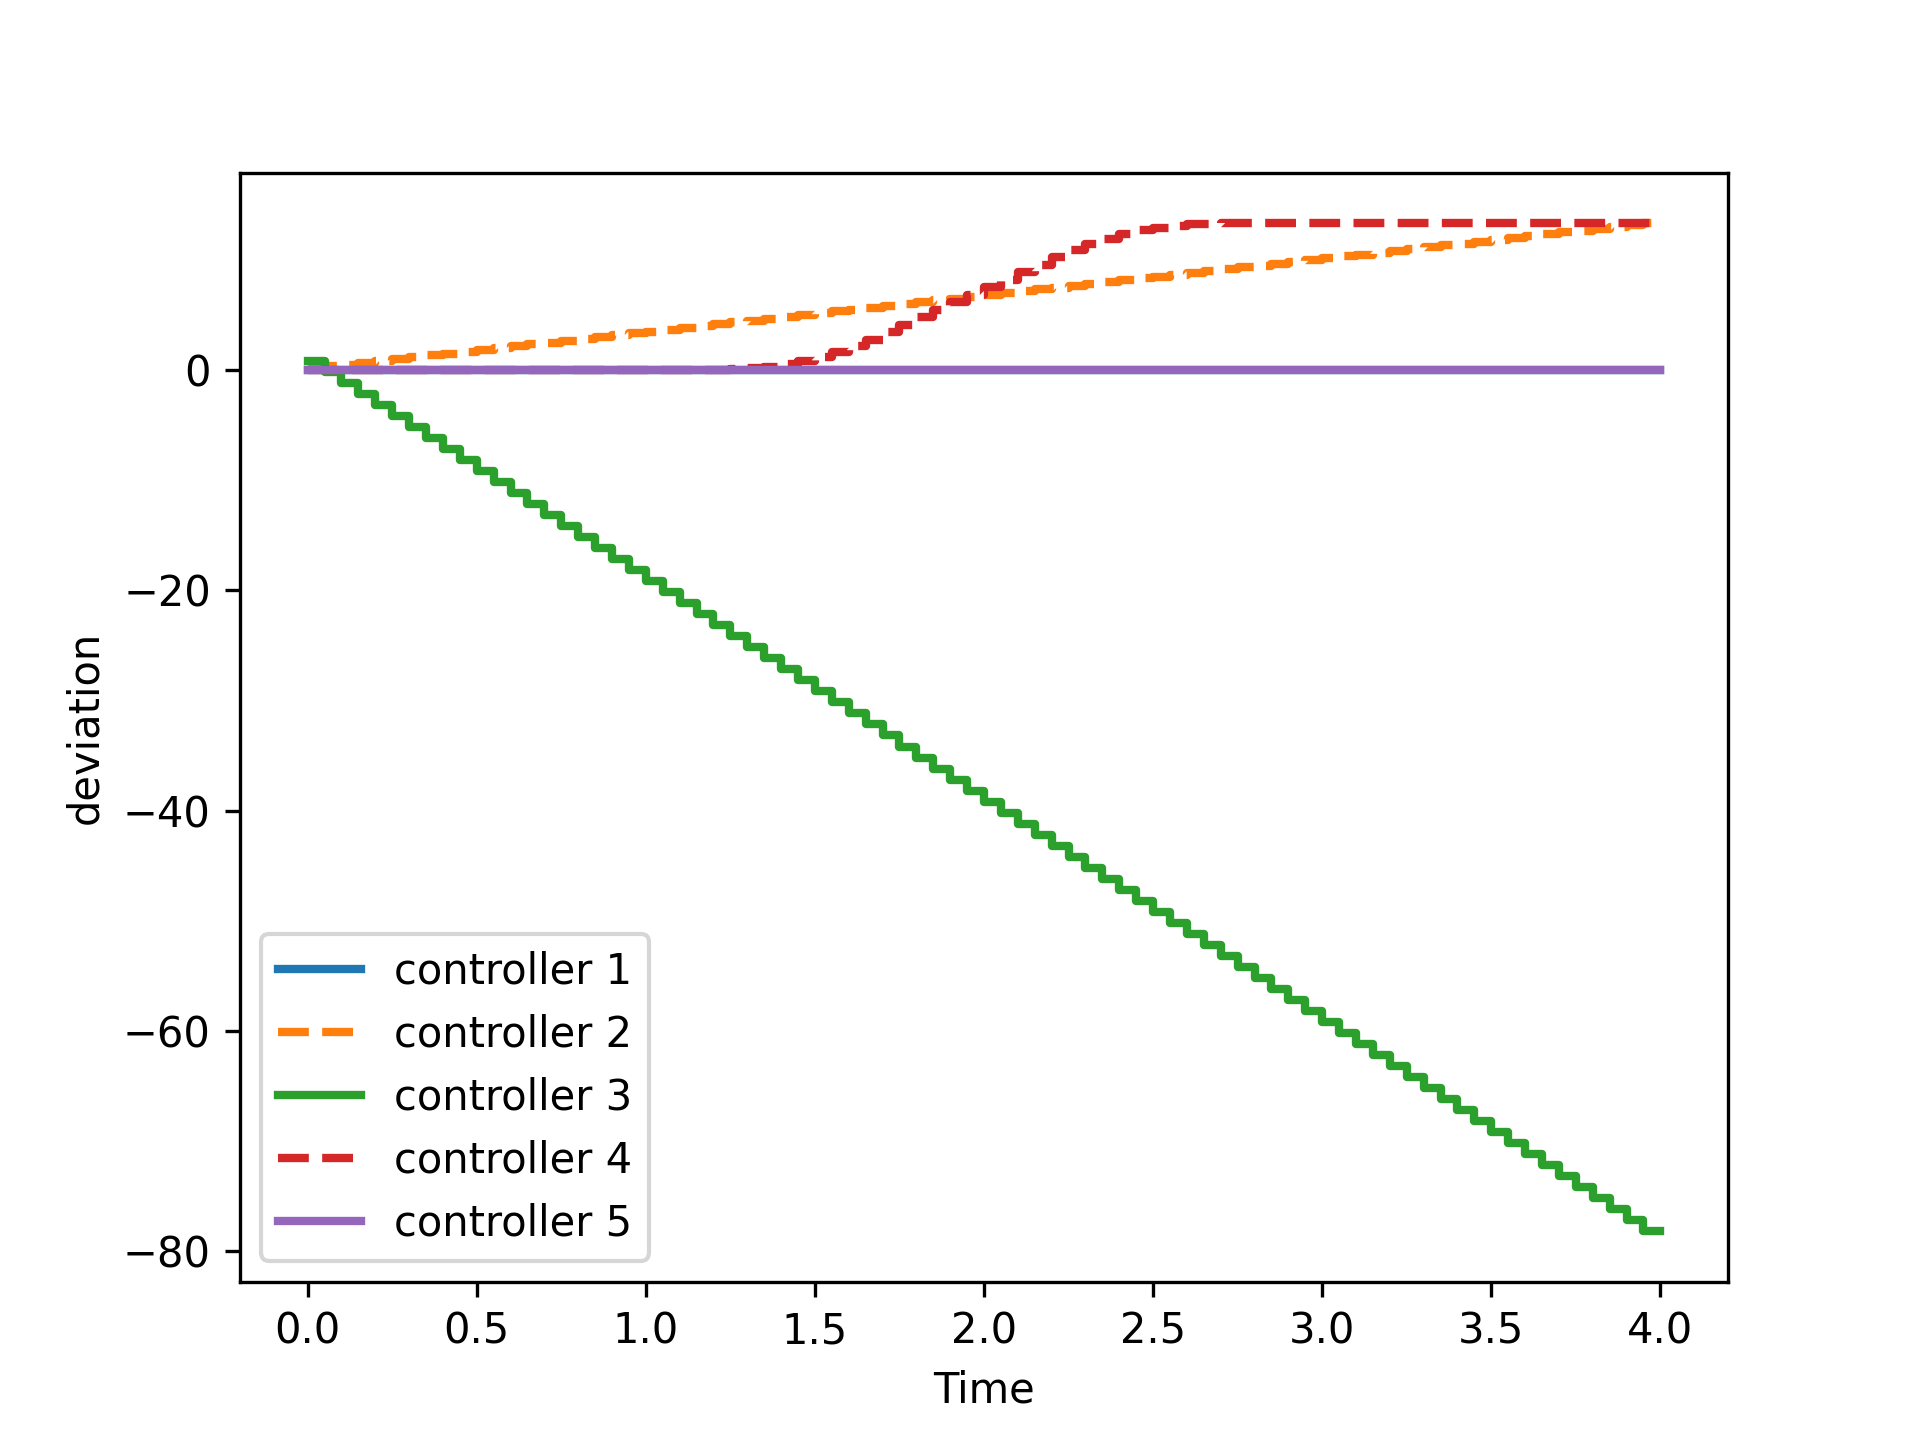 0
−20
−40
−60
−80
deviation
controller 1
controller 2
controller 3
controller 4
controller 5
0.0 0.5 1.0 1.5 2.0 2.5 3.0 3.5 4.0
Time